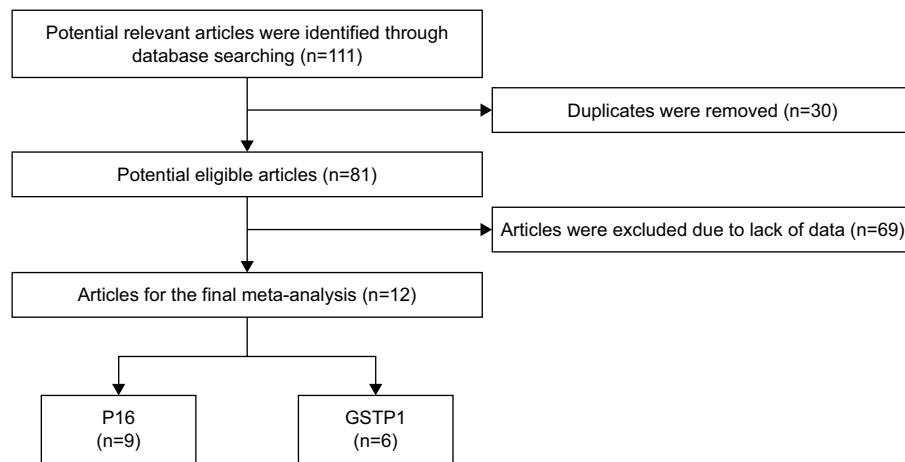 Potential relevant articles were identified through
database searching (n=111)
Duplicates were removed (n=30)
Potential eligible articles (n=81)
Articles were excluded due to lack of data (n=69)
Articles for the final meta-analysis (n=12)
P16
(n=9)
GSTP1
(n=6)